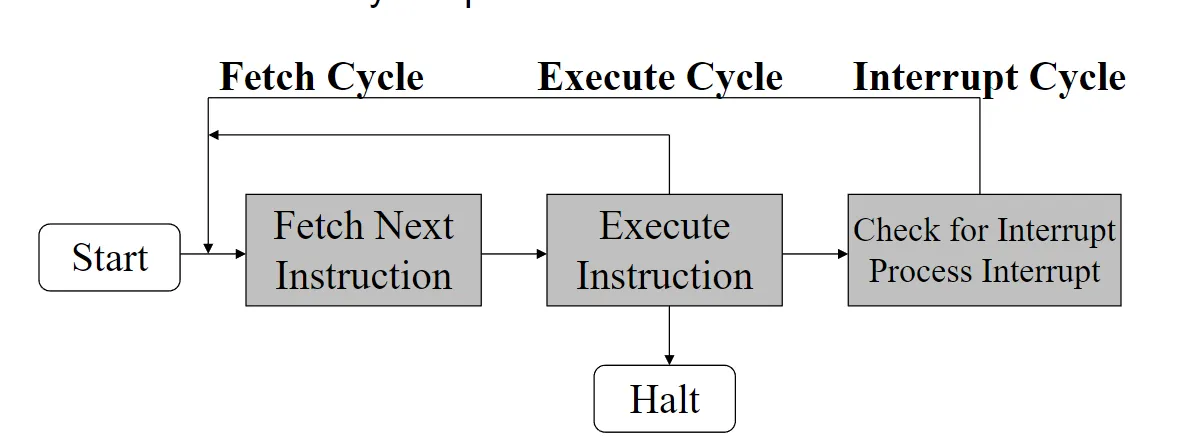 Fetch Cycle
Execute Cycle
Interrupt Cycle
Start
Fetch Next
Instruction
Execute
Instruction
Check for Interrupt
Process Interrupt
Halt